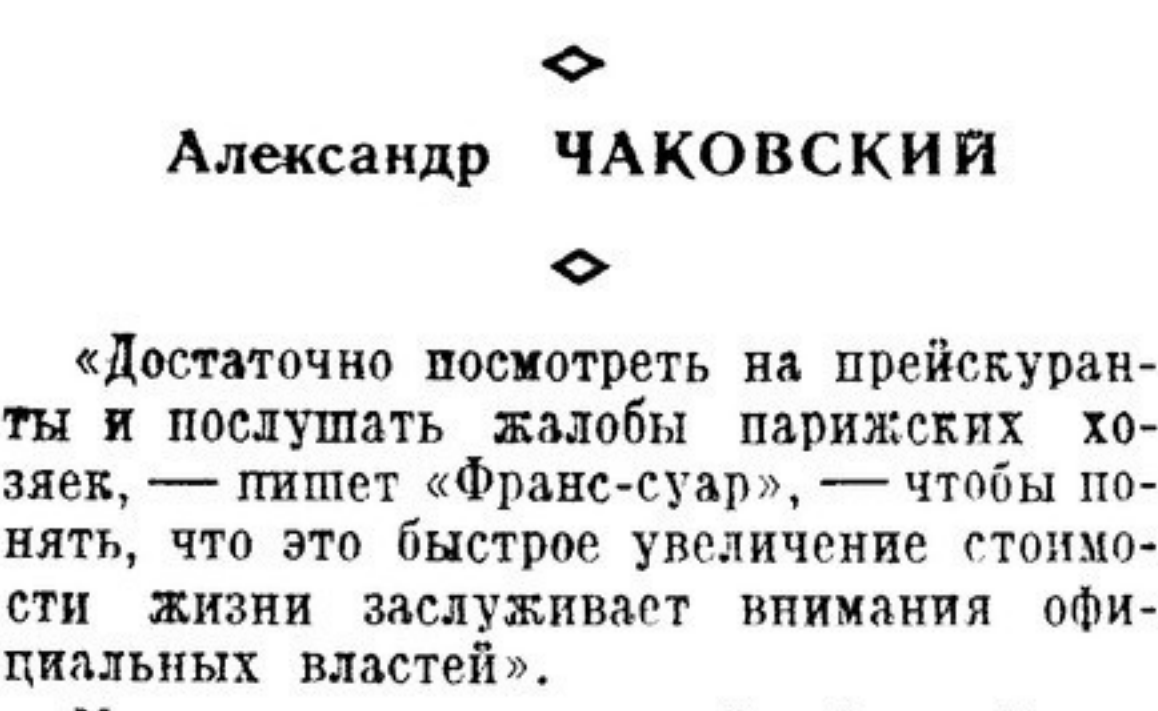 Александр ЧАКОВСКИЙ
«Достаточно посмотреть на прейскуран-
ты и послушать жалобы парижских хо-
зяек, — пишет «Франс-суар», — чтобы по-
нять, что это быстрое увеличение стоимо-
сти жизни заслуживает внимания офи-
циальных властей».